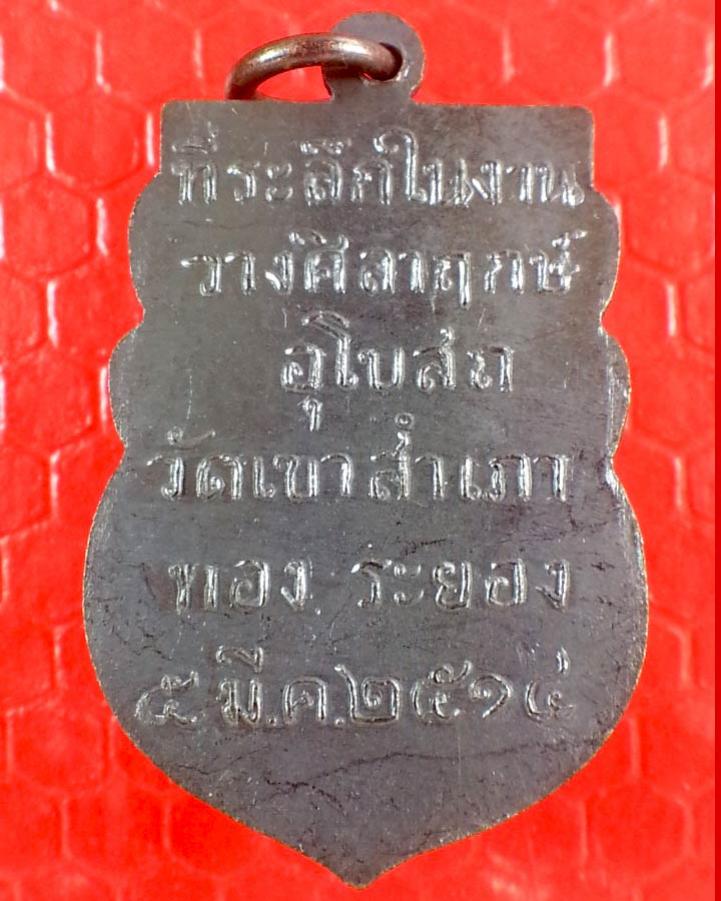 ที่ระลึกในงาน
วางศิลาฤกษ์
อุโบสถ
วัดเขาสำเภา
ทอง ระยอง
๕ มี.ค.๒๕๑๔